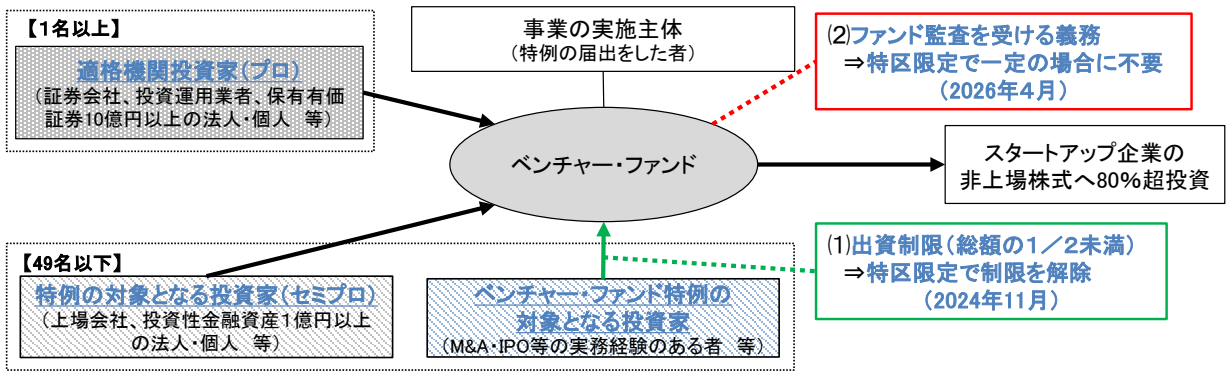 【1名以上】
適格機関投資家(プロ)
(証券会社、投資運用業者、保有有価
証券10億円以上の法人・個人 等)
事業の実施主体
(特例の届出をした者)
⑵ファンド監査を受ける義務
⇒特区限定で一定の場合に不要
(2026年4月)
ベンチャー・ファンド
スタートアップ企業の
非上場株式へ80%超投資
【49名以下】
特例の対象となる投資家(セミプロ)
(上場会社、投資性金融資産1億円以上
の法人・個人 等)
ベンチャー・ファンド特例の
対象となる投資家
(M&A・IPO等の実務経験のある者 等)
⑴出資制限(総額の1/2未満)
⇒特区限定で制限を解除
(2024年11月)